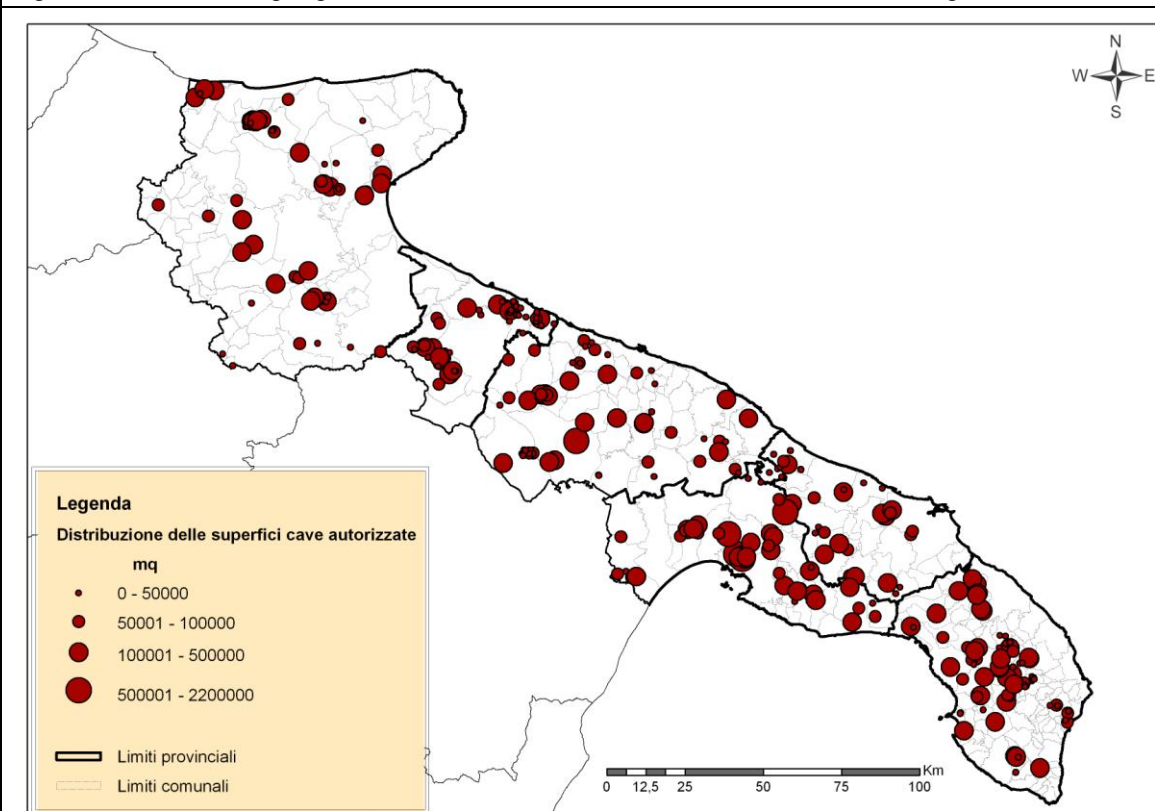 N
W E
S
Legenda
Distribuzione delle superfici cave autorizzate
mq
0 - 50000
50001 - 100000
100001 - 500000
500001 - 2200000
Limiti provinciali
Limiti comunali
Km
0 12,5 25 50 75 100